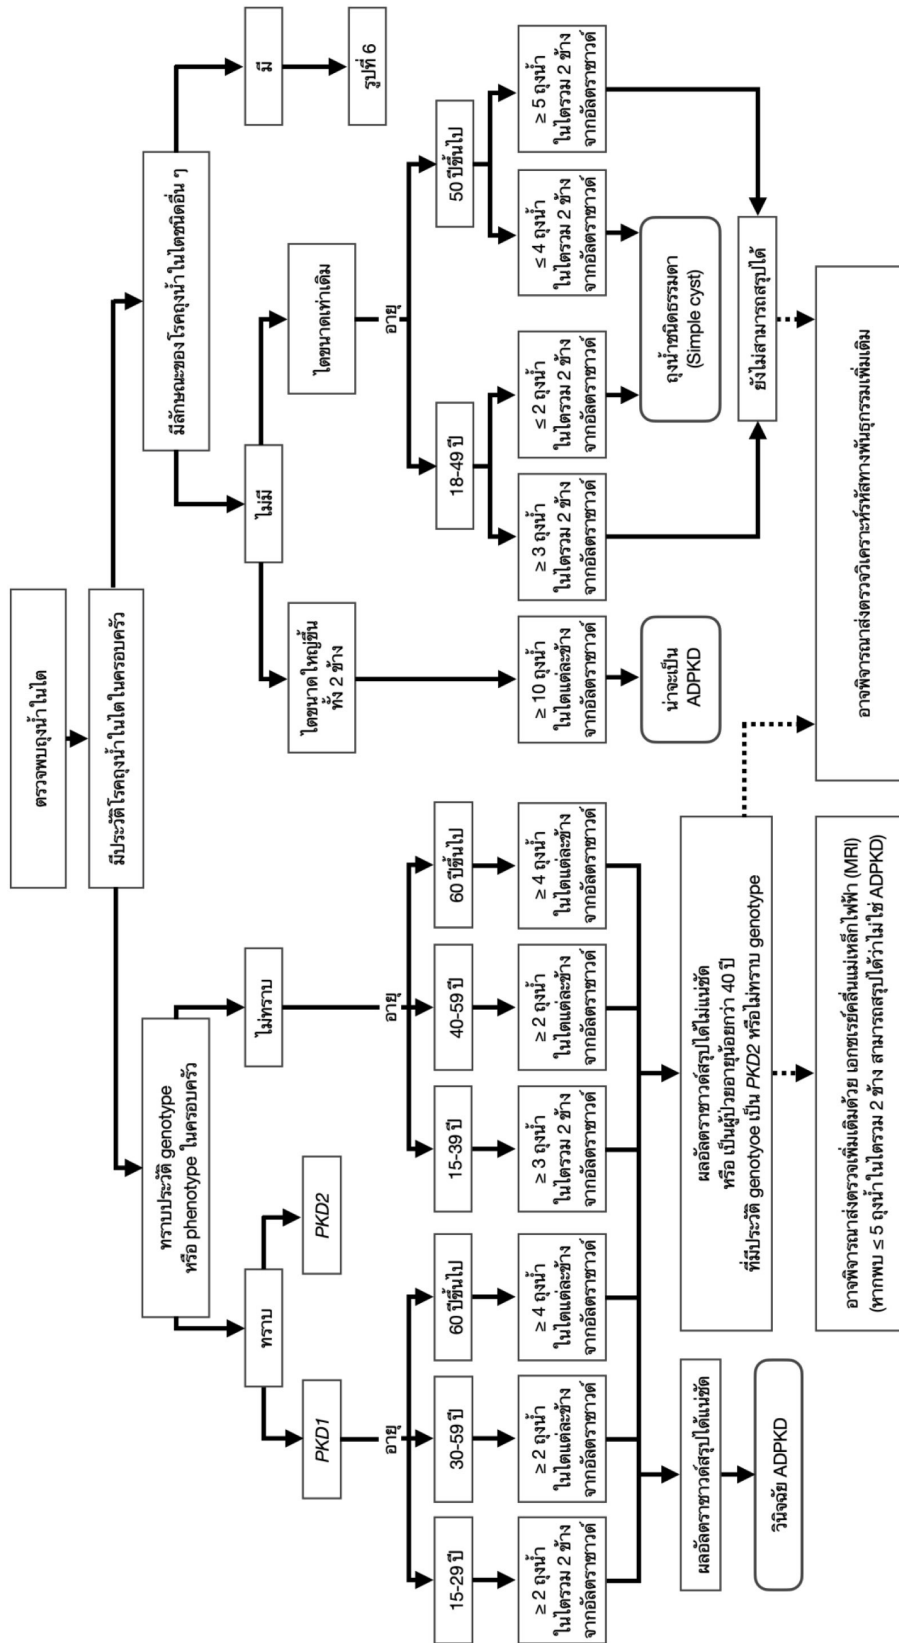 ตรวจพบถุงน้ำในไต
มีประวัติโรคถุงน้ำในไตในครอบครัว
ทราบประวัติ genotype
หรือ phenotype ในครอบครัว
มีลักษณะของโรคถุงน้ำในไตชนิดอื่น ๆ
ทราบ
ไม่ทราบ
ไม่มี
มี
PKD1
PKD2
ไตขนาดใหญ่ขึ้น
ทั้ง 2 ข้าง
ไตขนาดเท่าเดิม
รูปที่ 6
อายุ
อายุ
อายุ
15-29 ปี
30-59 ปี
60 ปีขึ้นไป
15-39 ปี
40-59 ปี
60 ปีขึ้นไป
18-49 ปี
50 ปีขึ้นไป
≥ 2 ถุงน้ำ
ในไตรวม 2 ข้าง
จากอัลตราซาวด์
≥ 2 ถุงน้ำ
ในไตแต่ละข้าง
จากอัลตราซาวด์
≥ 4 ถุงน้ำ
ในไตแต่ละข้าง
จากอัลตราซาวด์
≥ 3 ถุงน้ำ
ในไตรวม 2 ข้าง
จากอัลตราซาวด์
≥ 2 ถุงน้ำ
ในไตแต่ละข้าง
จากอัลตราซาวด์
≥ 4 ถุงน้ำ
ในไตแต่ละข้าง
จากอัลตราซาวด์
≥ 10 ถุงน้ำ
ในไตแต่ละข้าง
จากอัลตราซาวด์
≥ 3 ถุงน้ำ
ในไตรวม 2 ข้าง
จากอัลตราซาวด์
≤ 2 ถุงน้ำ
ในไตรวม 2 ข้าง
จากอัลตราซาวด์
≤ 4 ถุงน้ำ
ในไตรวม 2 ข้าง
จากอัลตราซาวด์
≥ 5 ถุงน้ำ
ในไตรวม 2 ข้าง
จากอัลตราซาวด์
น่าจะเป็น
ADPKD
ถุงน้ำชนิดธรรมดา
(Simple cyst)
ผลอัลตราซาวด์สรุปได้แน่ชัด
ผลอัลตราซาวด์สรุปได้ไม่แน่ชัด
หรือ เป็นผู้ป่วยอายุน้อยกว่า 40 ปี
ที่มีประวัติ genotyoe เป็น PKD2 หรือไม่ทราบ genotype
ยังไม่สามารถสรุปได้
วินิจฉัย ADPKD
อาจพิจารณาส่งตรวจเพิ่มเติมด้วย เอกซเรย์คลื่นแม่เหล็กไฟฟ้า (MRI)
(หากพบ ≤ 5 ถุงน้ำ ในไตรวม 2 ข้าง สามารถสรุปได้ว่าไม่ใช่ ADPKD)
อาจพิจารณาส่งตรวจวิเคราะห์รหัสทางพันธุกรรมเพิ่มเติม